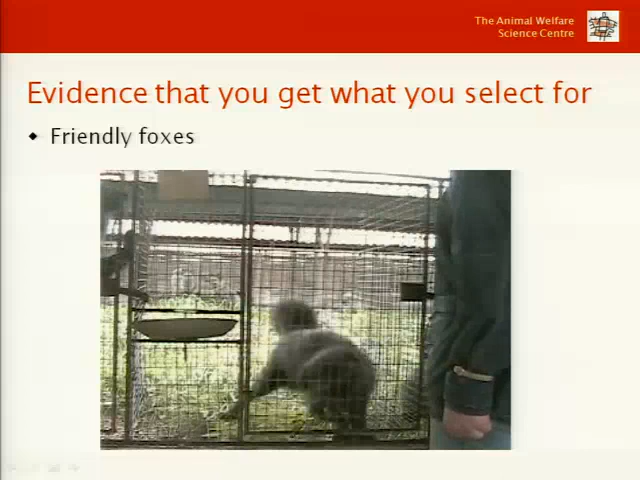 The Animal Welfare
Science Centre
Evidence that you get what you select for
Friendly foxes